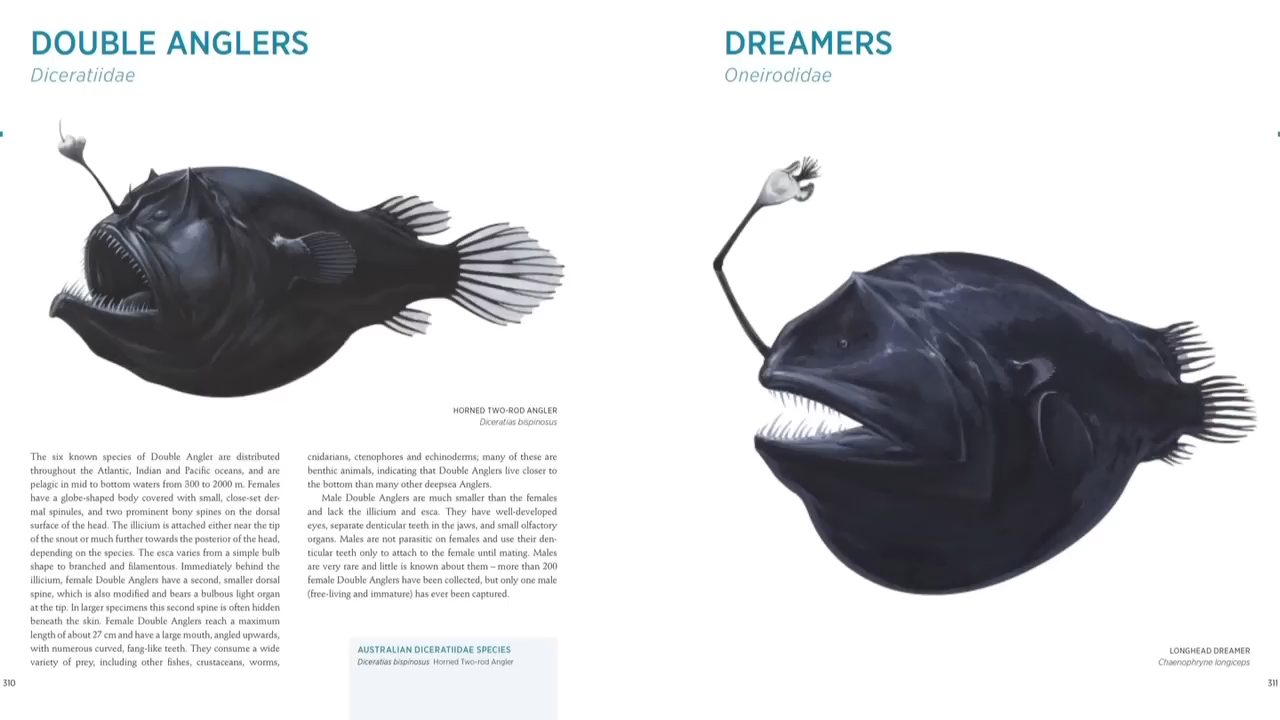 DOUBLE ANGLERS
Diceratiidae
HORNED TWO-ROD ANGLER
Diceratias bispinosus
The six known species of Double Angler are distributed
throughout the Atlantic, Indian and Pacific oceans, and are
pelagic in mid to bottom waters from 300 to 2000 m. Females
have a globe-shaped body covered with small, close-set der-
mal spinules, and two prominent bony spines on the dorsal
surface of the head. The illicium is attached either near the tip
of the snout or much further towards the posterior of the head,
depending on the species. The esca varies from a simple bulb
shape to branched and filamentous. Immediately behind the
illicium, female Double Anglers have a second, smaller dorsal
spine, which is also modified and bears a bulbous light organ
at the tip. In larger specimens this second spine is often hidden
beneath the skin. Female Double Anglers reach a maximum
length of about 27 cm and have a large mouth, angled upwards,
with numerous curved, fang-like teeth. They consume a wide
variety of prey, including other fishes, crustaceans, worms,
cnidarians, ctenophores and echinoderms; many of these are
benthic animals, indicating that Double Anglers live closer to
the bottom than many other deepsea Anglers.
Male Double Anglers are much smaller than the females
and lack the illicium and esca. They have well-developed
eyes, separate denticular teeth in the jaws, and small olfactory
organs. Males are not parasitic on females and use their den-
ticular teeth only to attach to the female until mating. Males
are very rare and little is known about them – more than 200
female Double Anglers have been collected, but only one male
(free-living and immature) has ever been captured.
AUSTRALIAN DICERATIIDAE SPECIES
Diceratias bispinosus Horned Two-rod Angler
310
DREAMERS
Oneirodidae
LONGHEAD DREAMER
Chaenophryne longiceps
311